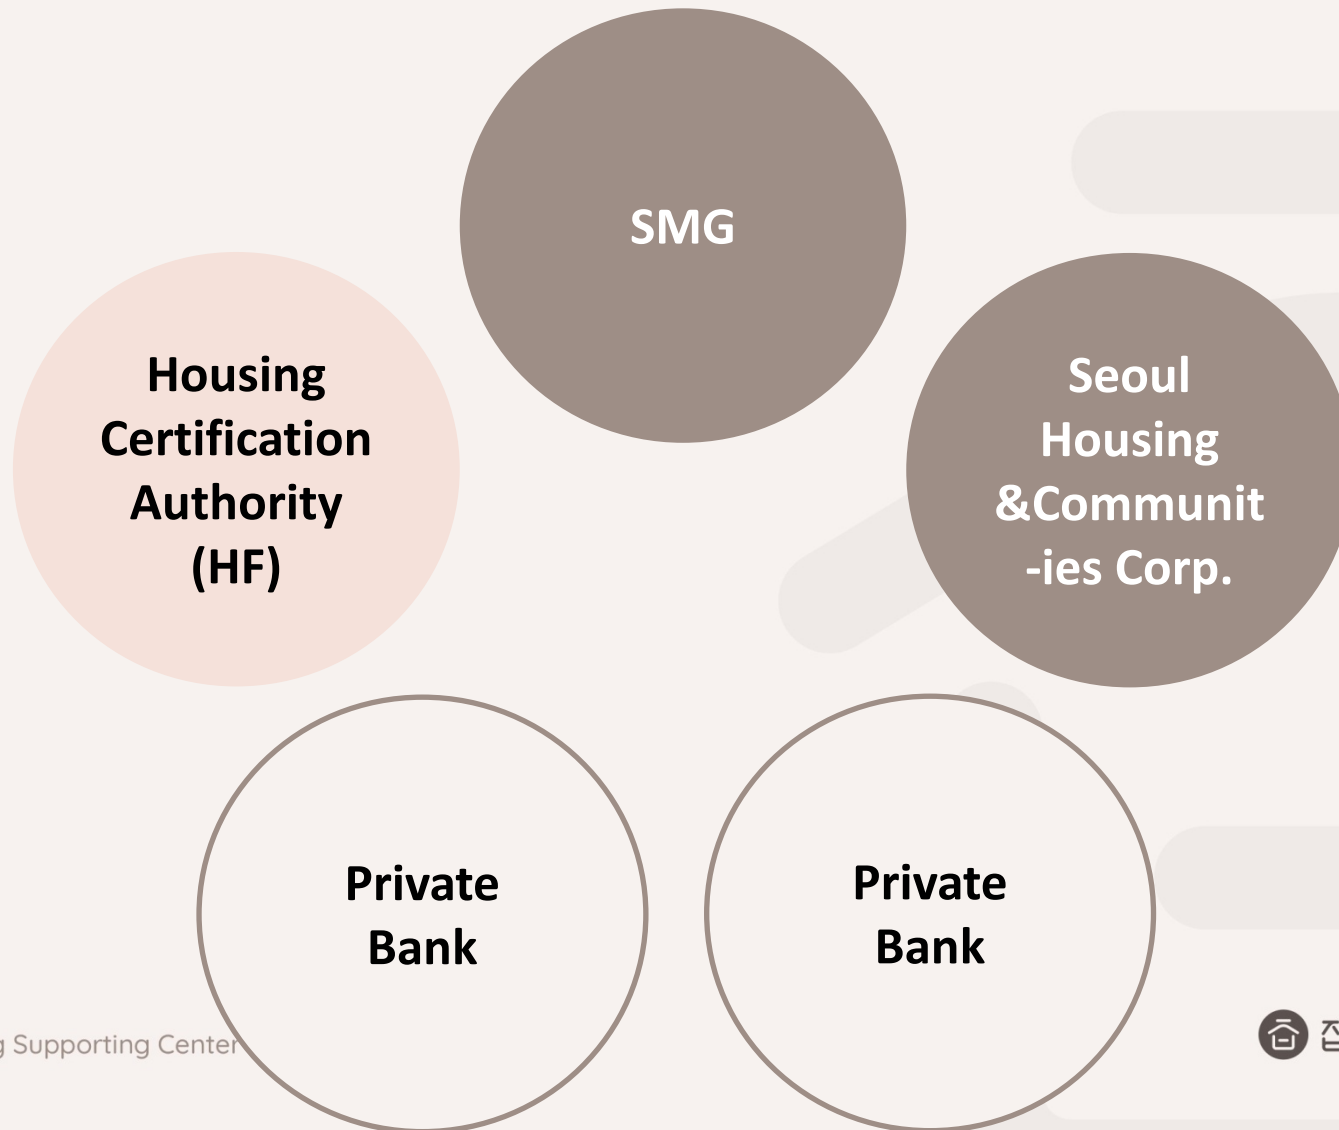 SMG
Housing
Certification
Authority
(HF)
Seoul
Housing
&Communit
-ies Corp.
Private
Bank
Private
Bank
Supporting Center